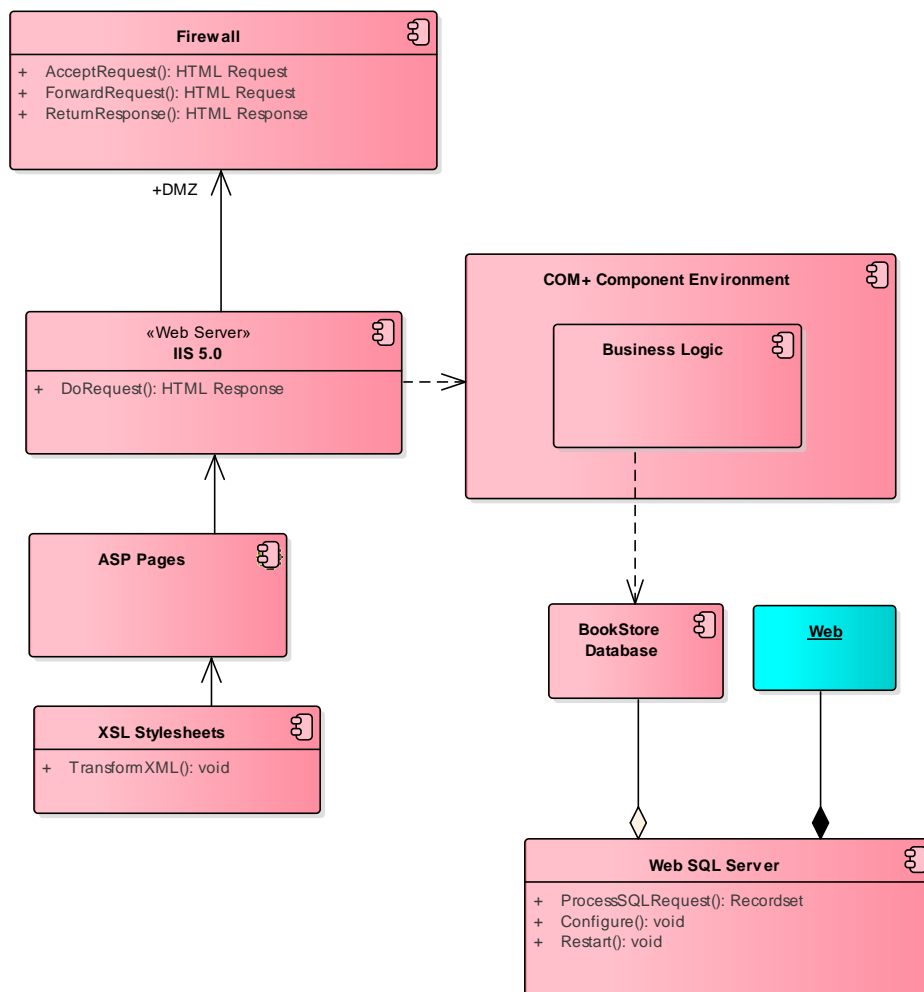 Firewall
+ AcceptRequest(): HTML Request
+ ForwardRequest(): HTML Request
+ ReturnResponse(): HTML Response
+DMZ
COM+ Component Environment
«Web Server»
IIS 5.0
+ DoRequest(): HTML Response
Business Logic
ASP Pages
BookStore
Database
Web
XSL Stylesheets
+ TransformXML(): void
Web SQL Server
+ ProcessSQLRequest(): Recordset
+ Configure(): void
+ Restart(): void